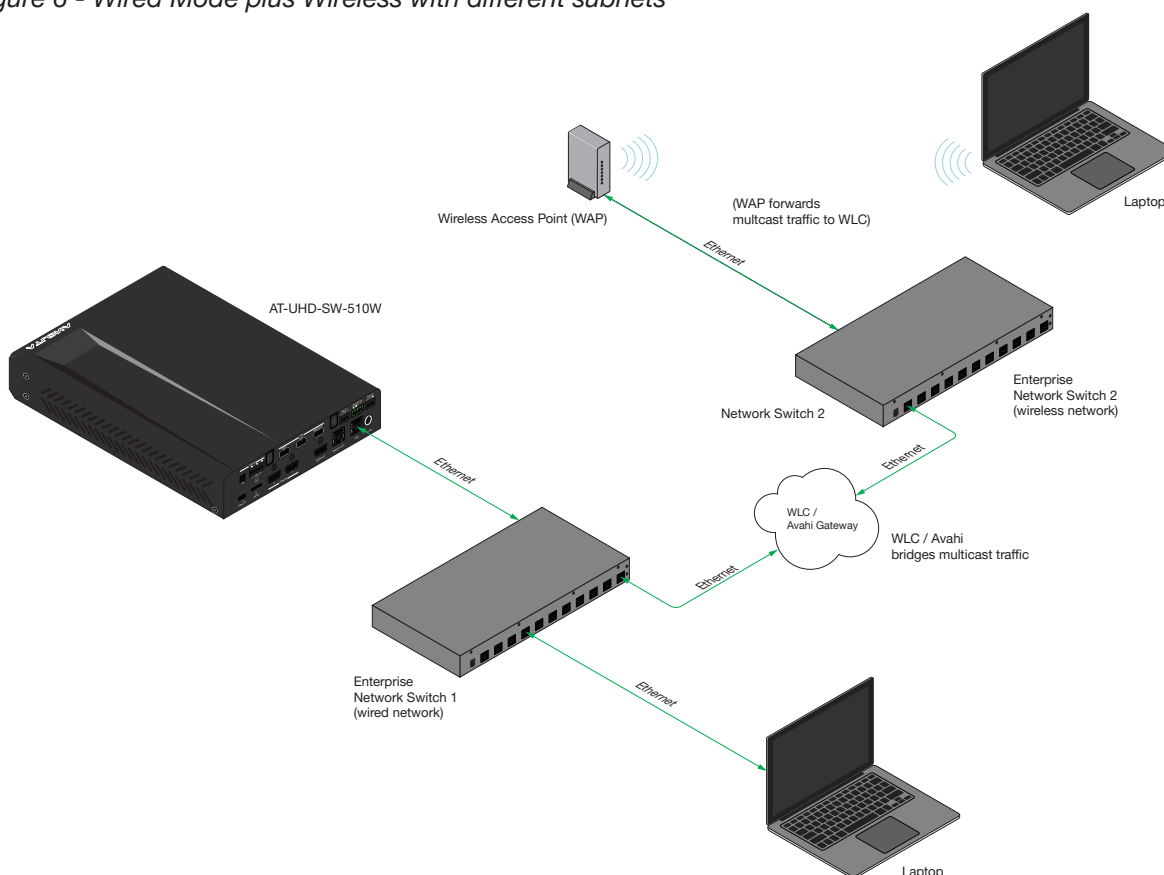 gure 6 - Wired Mode plus Wireless with different subnets
Laptop
Wireless Access Point (WAP)
(WAP forwards
multcast traffic to WLC)
Ethernet
AT-UHD-SW-510W
Enterprise
Network Switch 2
(wireless network)
Network Switch 2
Ethernet
Ethernet
WLC /
Avahi Gateway
WLC / Avahi
bridges multicast traffic
Ethernet
Enterprise
Network Switch 1
(wired network)
Ethernet
Laptop